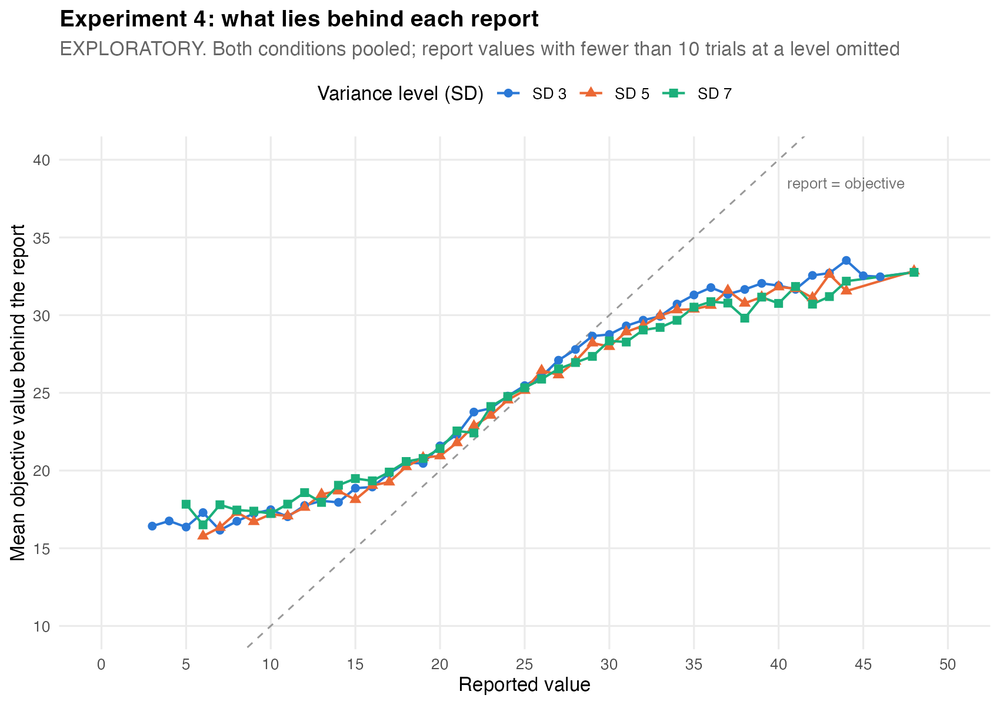 Experiment 4: what lies behind each report
EXPLORATORY. Both conditions pooled; report values with fewer than 10 trials at a level omitted
Variance level (SD) SD 3 SD 5 SD 7
40
report = objective
35
30
25
20
15
10
Mean objective value behind the report
0 5 10 15 20 25 30 35 40 45 50
Reported value